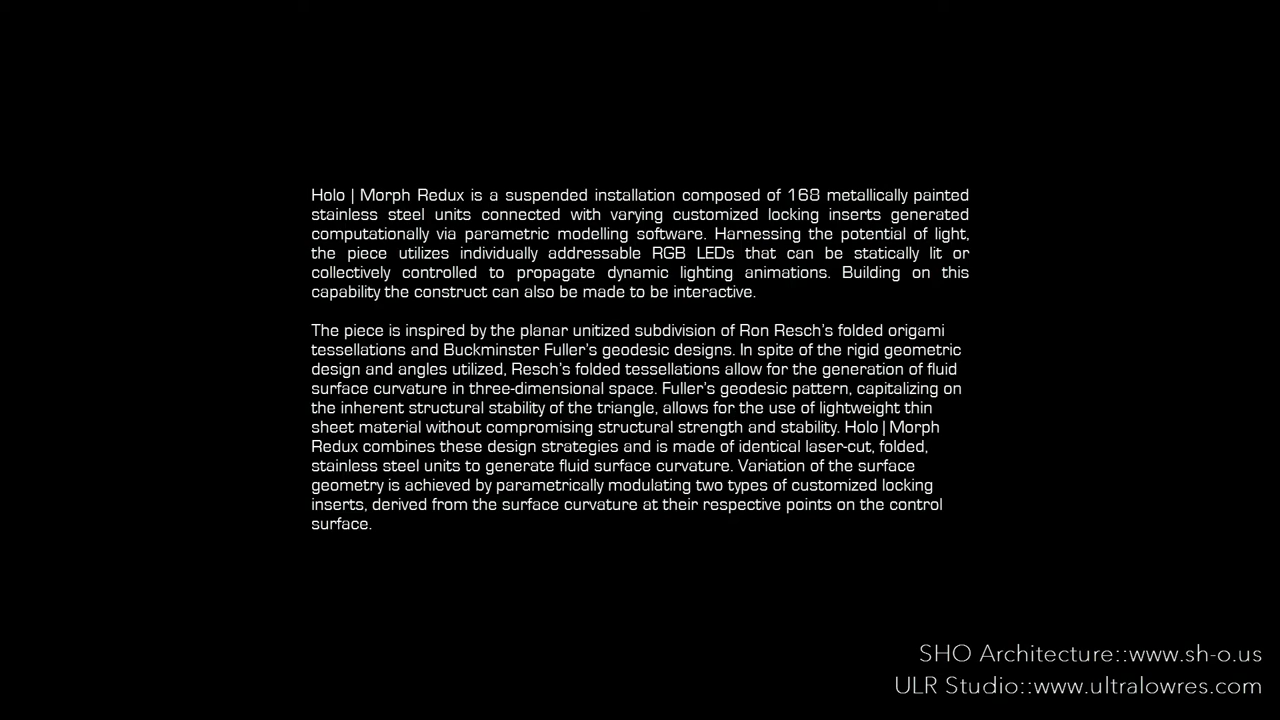 Holo | Morph Redux is a suspended installation composed of 168 metallically painted
stainless steel units connected with varying customized locking inserts generated
computationally via parametric modelling software. Harnessing the potential of light,
the piece utilizes individually addressable RGB LEDs that can be statically lit or
collectively controlled to propagate dynamic lighting animations. Building on this
capability the construct can also be made to be interactive.
The piece is inspired by the planar unitized subdivision of Ron Resch's folded origami
tessellations and Buckminster Fuller's geodesic designs. In spite of the rigid geometric
design and angles utilized, Resch's folded tessellations allow for the generation of fluid
surface curvature in three-dimensional space. Fuller's geodesic pattern, capitalizing on
the inherent structural stability of the triangle, allows for the use of lightweight thin
sheet material without compromising structural strength and stability. Holo|Morph
Redux combines these design strategies and is made of identical laser-cut, folded,
stainless steel units to generate fluid surface curvature. Variation of the surface
geometry is achieved by parametrically modulating two types of customized locking
inserts, derived from the surface curvature at their respective points on the control
surface.
SHO Architecture::www.sh-o.us
ULR Studio::www.ultralowres.com